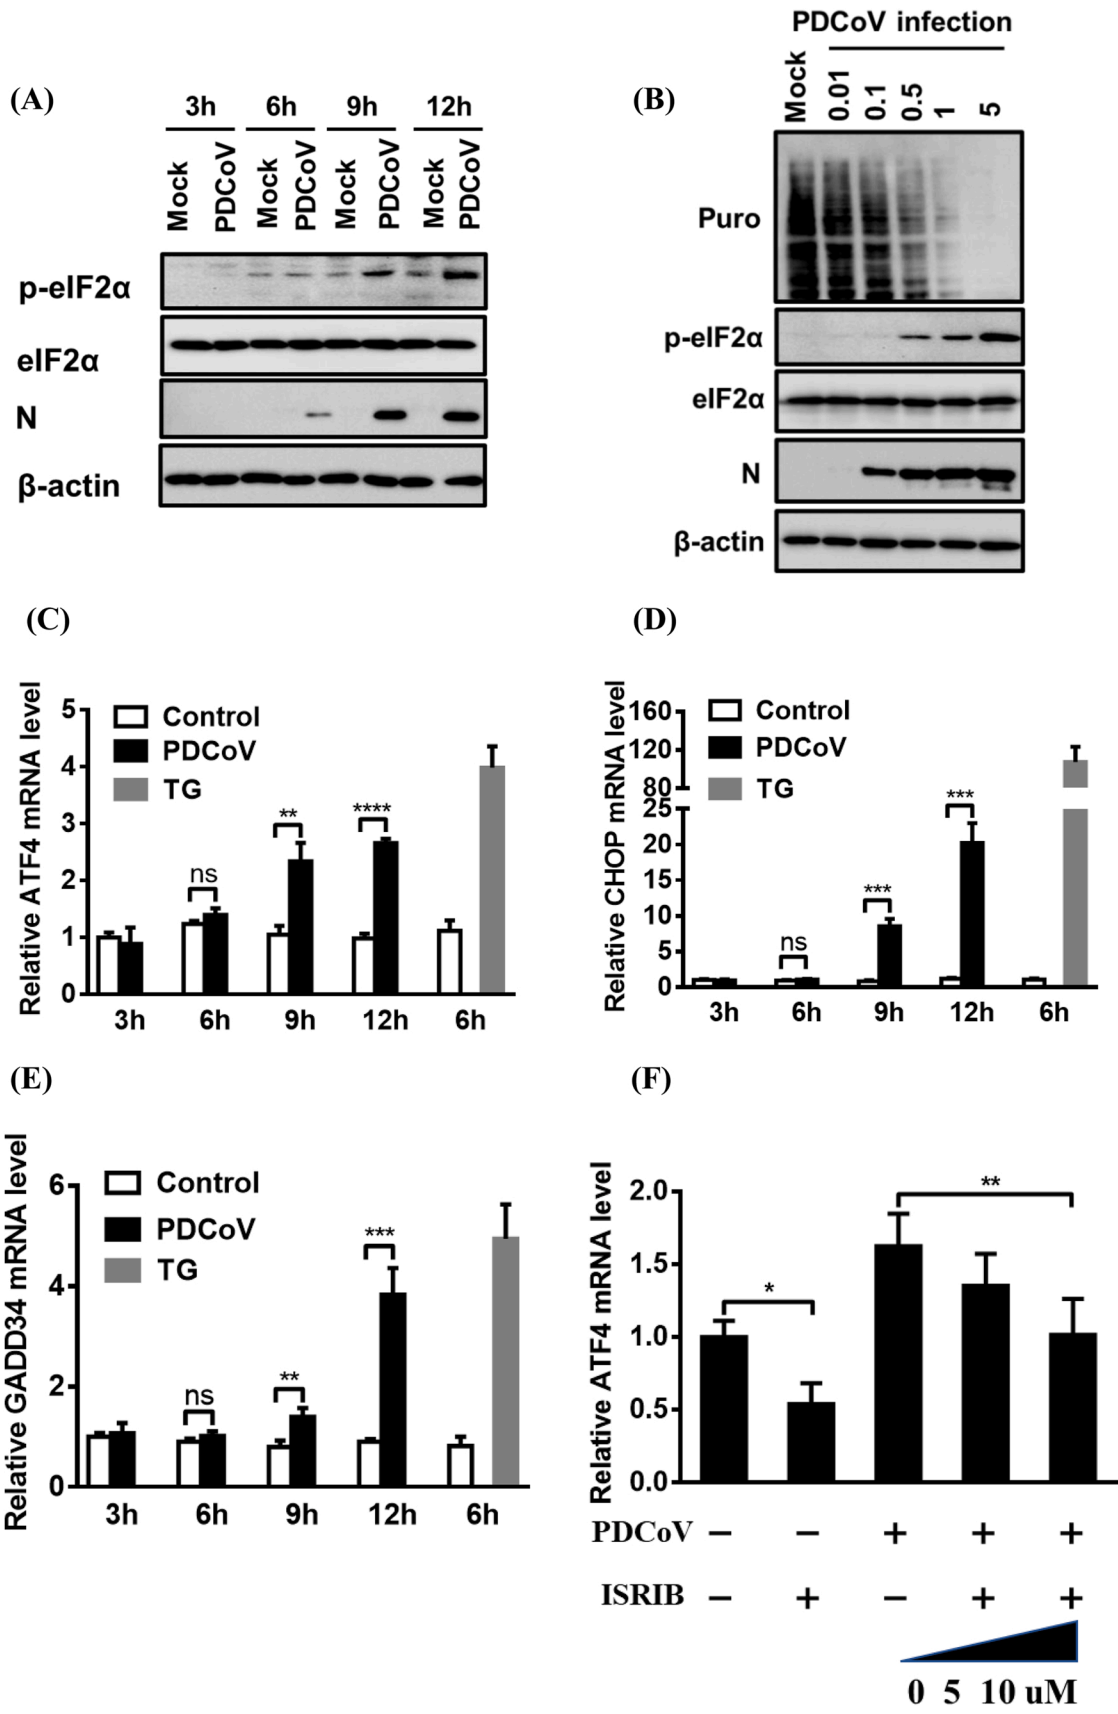 (A)
3h 6h 9h 12h
Mock PDCoV Mock PDCoV Mock PDCoV Mock PDCoV
p-eIF2α
eIF2α
N
β-actin
(B)
PDCoV infection
Mock 0.01 0.1 0.5 1 5
Puro
p-eIF2α
eIF2α
N
β-actin
(C)
Relative ATF4 mRNA level
5
4
3
2
1
0
Control
PDCoV
TG
ns
**
****
3h 6h 9h 12h 6h
(D)
Relative CHOP mRNA level
160
120
80
25
20
15
10
5
0
Control
PDCoV
TG
ns
***
***
3h 6h 9h 12h 6h
(E)
Relative GADD34 mRNA level
6
4
2
0
Control
PDCoV
TG
ns
**
***
3h 6h 9h 12h 6h
(F)
Relative ATF4 mRNA level
2.0
1.5
1.0
0.5
0.0
*
**
PDCoV − − + + +
ISRIB − + − + +
0 5 10 uM